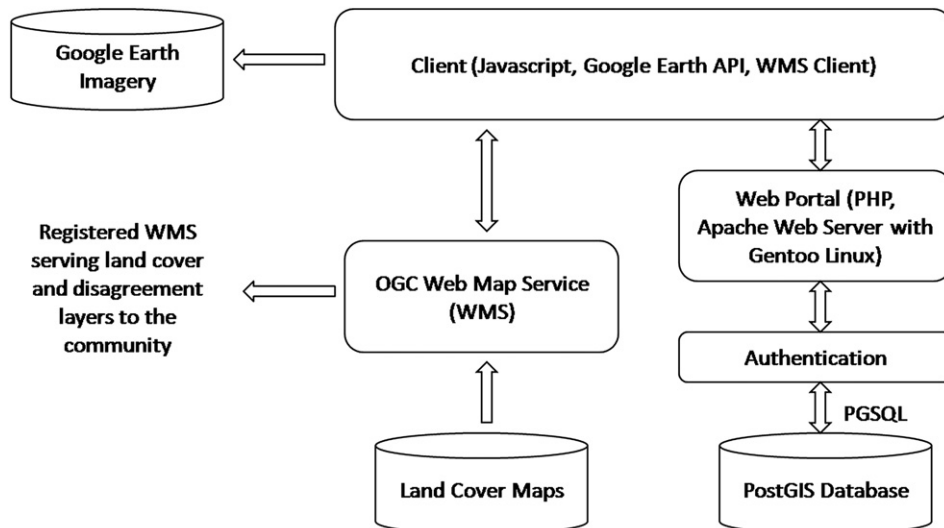 Google Earth
Imagery
Client (Javascript, Google Earth API, WMS Client)
Web Portal (PHP,
Apache Web Server with
Gentoo Linux)
Registered WMS
serving land cover
and disagreement
layers to the
community
OGC Web Map Service
(WMS)
Authentication
PGSQL
Land Cover Maps
PostGIS Database